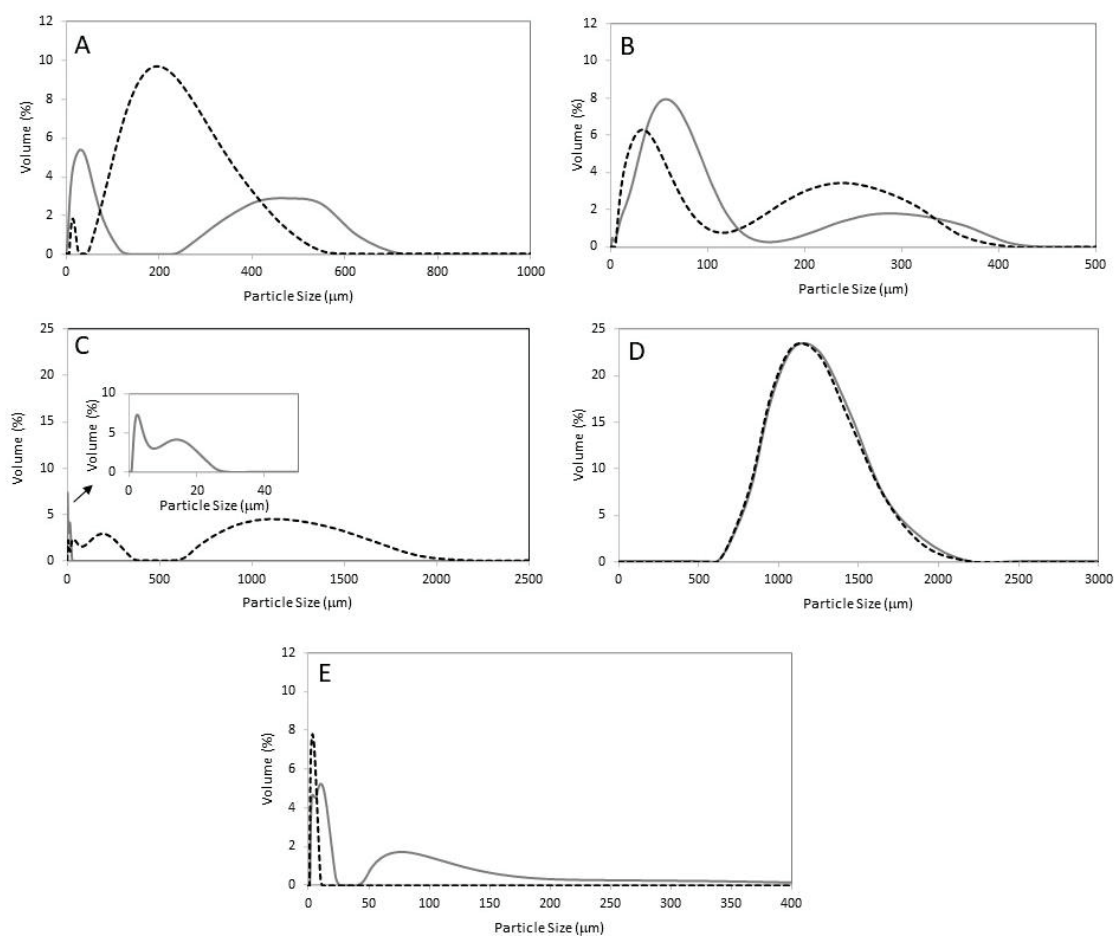 A
Volume (%)
12
10
8
6
4
2
0
0 200 400 600 800 1000
Particle Size (μm)
B
Volume (%)
12
10
8
6
4
2
0
0 100 200 300 400 500
Particle Size (μm)
C
Volume (%)
25
20
15
10
5
0
0 500 1000 1500 2000 2500
Particle Size (μm)
Volume (%)
10
5
0
0 20 40
Particle Size (μm)
D
Volume (%)
25
20
15
10
5
0
0 500 1000 1500 2000 2500 3000
Particle Size (μm)
E
Volume (%)
12
10
8
6
4
2
0
0 50 100 150 200 250 300 350 400
Particle Size (μm)